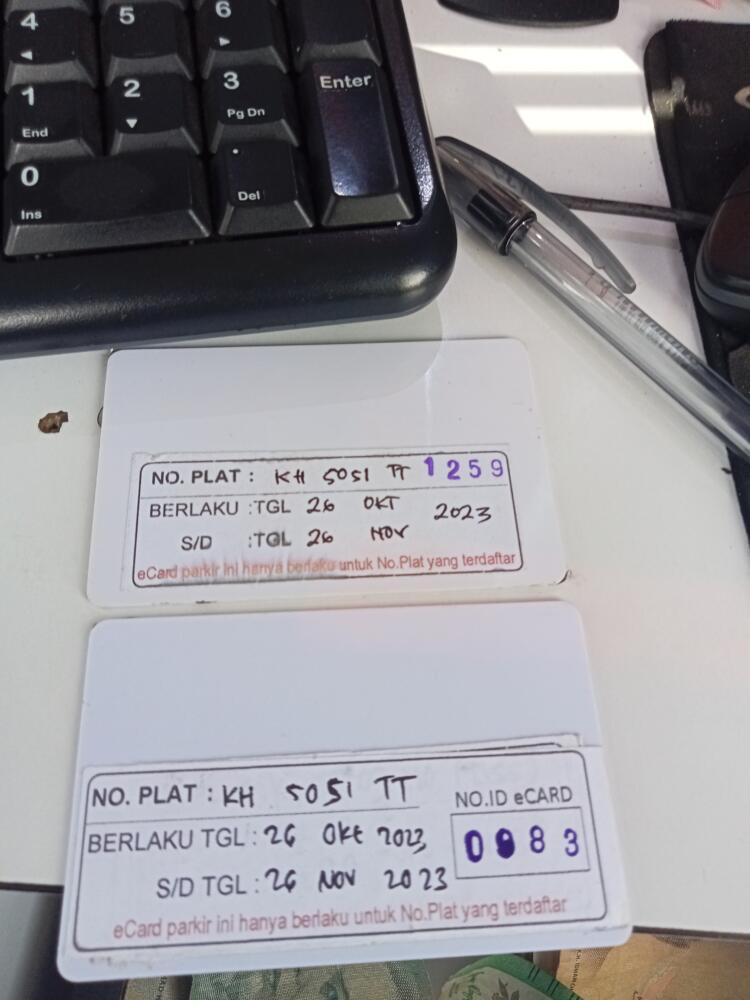 4
5
6
1
End
2
3
Pg Dn
Enter
0
Ins
.
Del
NO. PLAT : KH 5051 TT 1259
BERLAKU :TGL 26 OKT 2023
S/D :TGL 26 NOV
eCard parkir ini hanya berlaku untuk No.Plat yang terdaftar
NO. PLAT : KH 5051 TT
NO.ID eCARD
BERLAKU TGL : 26 OKt 2023
0083
S/D TGL : 26 NOV 2023
eCard parkir ini hanya berlaku untuk No.Plat yang terdaftar